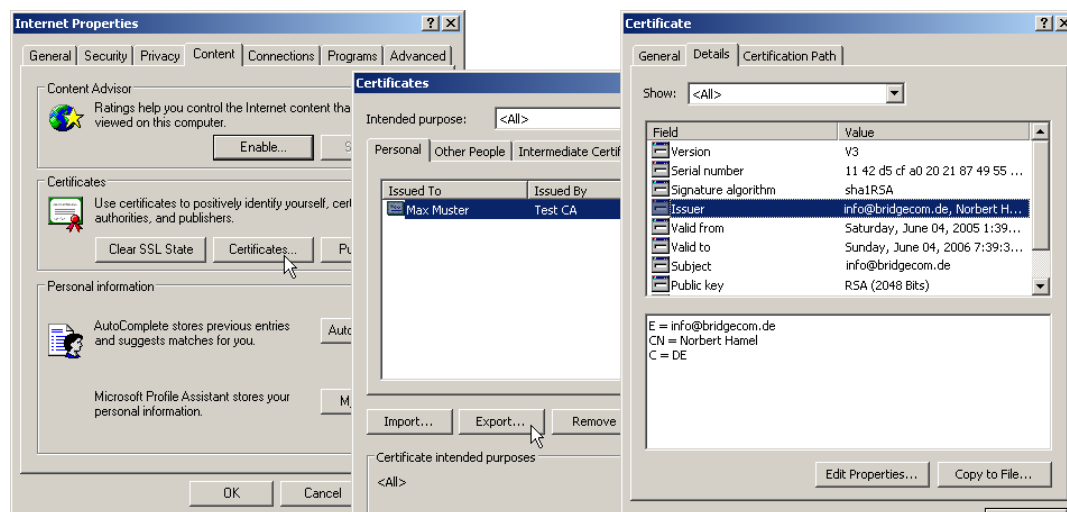 Internet Properties
General Security Privacy Content Connections Programs Advanced
Content Advisor
Ratings help you control the Internet content tha
viewed on this computer.
Enable...
Certificates
Use certificates to positively identify yourself, cert
authorities, and publishers.
Clear SSL State
Certificates...
Pu
Personal information
AutoComplete stores previous entries
and suggests matches for you.
Auto
Microsoft Profile Assistant stores your
personal information.
OK
Cancel
Certificates
Intended purpose:
<All>
Personal Other People Intermediate Certif
Issued To Issued By
Max Muster Test CA
Import...
Export...
Remove
Certificate intended purposes
<All>
Certificate
General Details Certification Path
Show:
<All>
Field Value
Version V3
Serial number 11 42 d5 cf a0 20 21 87 49 55 ...
Signature algorithm sha1RSA
Issuer info@bridgecom.de, Norbert H...
Valid from Saturday, June 04, 2005 1:39...
Valid to Sunday, June 04, 2006 7:39:3...
Subject info@bridgecom.de
Public key RSA (2048 Bits)
E = info@bridgecom.de
CN = Norbert Hamel
C = DE
Edit Properties...
Copy to File...